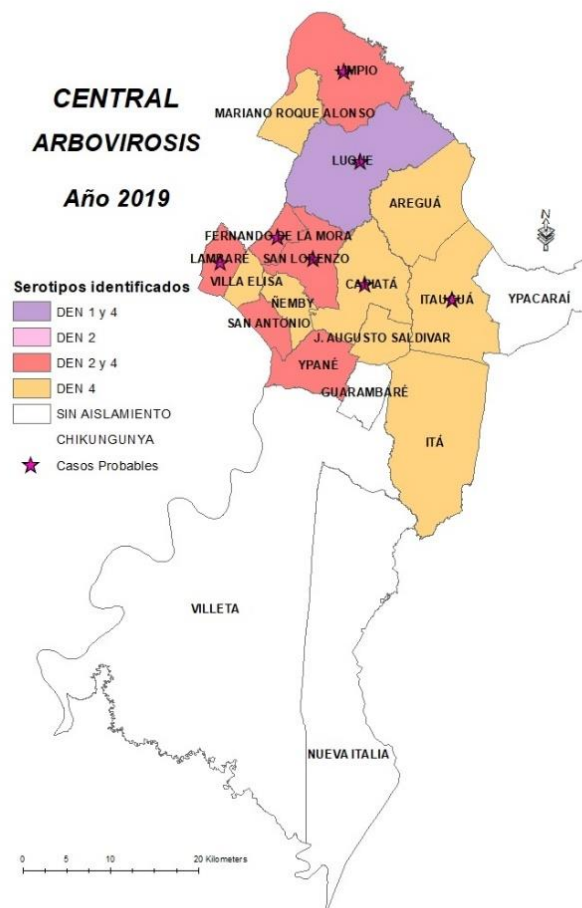 CENTRAL
ARBOVIROSIS
Año 2019
LIMPIO
MARIANO ROQUE ALONSO
LUQUE
AREGUÁ
N
FERNANDO DE LA MORA
LAMBARÉ
SAN LORENZO
VILLA ELISA
CAPIATÁ
ITAUGUÁ
YPACARAÍ
ÑEMBY
SAN ANTONIO
J. AUGUSTO SALDIVAR
YPANÉ
GUARAMBARÉ
ITÁ
Serotipos identificados
DEN 1 y 4
DEN 2
DEN 2 y 4
DEN 4
SIN AISLAMIENTO
CHIKUNGUNYA
Casos Probables
VILLETA
NUEVA ITALIA
0 5 10 20 Kilometers